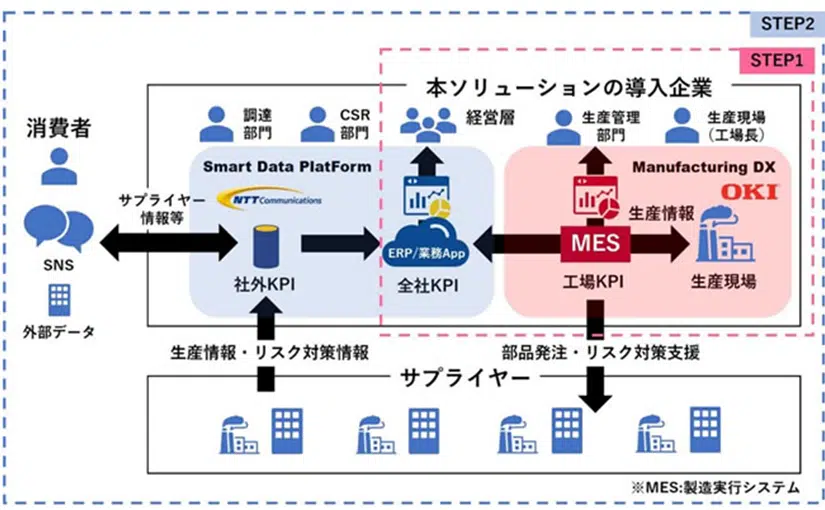 STEP2
STEP1
本ソリューションの導入企業
消費者
調達
部門
CSR
部門
経営層
生産管理
部門
生産現場
(工場長)
Smart Data PlatForm
Manufacturing DX
NTT Communications
OKI
サプライヤー
情報等
生産情報
MES
ERP/業務App
SNS
社外KPI
全社KPI
工場KPI
生産現場
外部データ
生産情報・リスク対策情報
部品発注・リスク対策支援
サプライヤー
※MES:製造実行システム